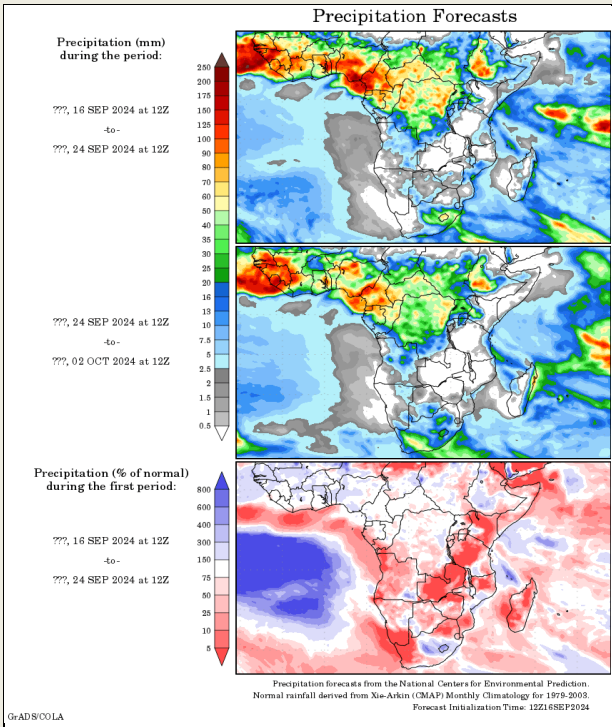 Precipitation Forecasts
Precipitation (mm)
during the period:
???, 16 SEP 2024 at 12Z
-to-
???, 24 SEP 2024 at 12Z
250
200
175
150
125
100
90
80
70
60
50
40
35
30
25
20
16
13
10
7.5
5
2.5
2
1.5
1
0.5
???, 24 SEP 2024 at 12Z
-to-
???, 02 OCT 2024 at 12Z
Precipitation (% of normal)
during the first period:
???, 16 SEP 2024 at 12Z
-to-
???, 24 SEP 2024 at 12Z
800
600
400
300
150
75
50
25
10
5
Precipitation forecasts from the National Centers for Environmental Prediction.
Normal rainfall derived from Xie-Arkin (CMAP) Monthly Climatology for 1979-2003.
Forecast Initialization Time: 12Z16SEP2024
GrADS/COLA